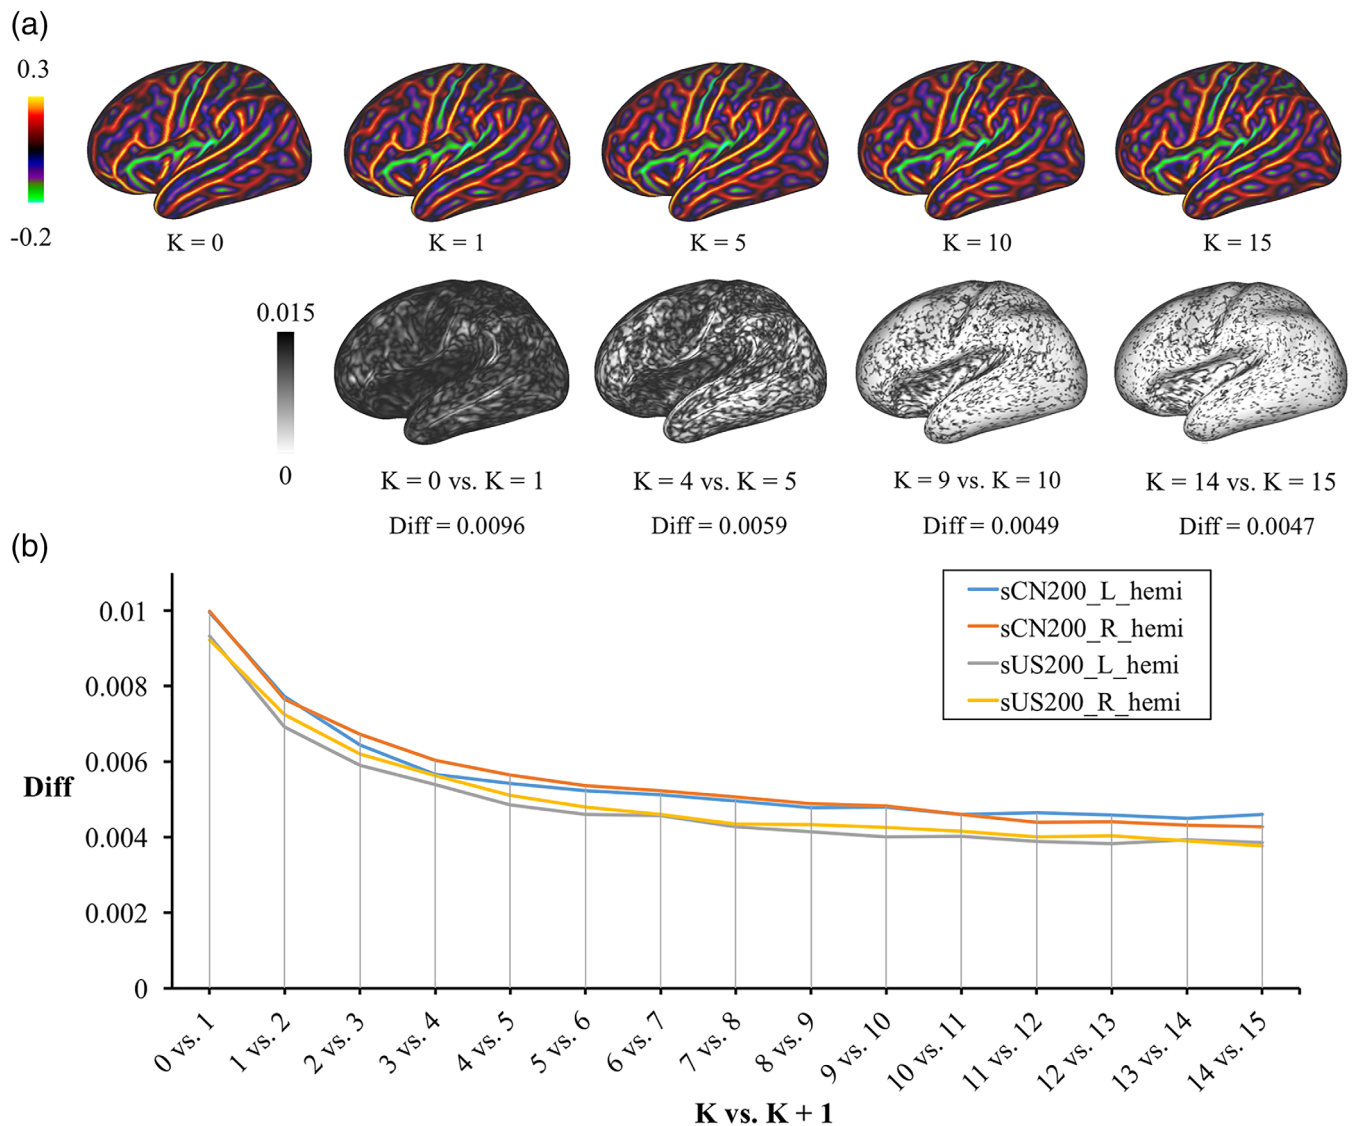 (a)
0.3
-0.2
K = 0
K = 1
K = 5
K = 10
K = 15
0.015
0
K = 0 vs. K = 1
K = 4 vs. K = 5
K = 9 vs. K = 10
K = 14 vs. K = 15
Diff = 0.0096
Diff = 0.0059
Diff = 0.0049
Diff = 0.0047
(b)
sCN200_L_hemi
sCN200_R_hemi
sUS200_L_hemi
sUS200_R_hemi
0.01
0.008
0.006
0.004
0.002
0
Diff
0 vs. 1
1 vs. 2
2 vs. 3
3 vs. 4
4 vs. 5
5 vs. 6
6 vs. 7
7 vs. 8
8 vs. 9
9 vs. 10
10 vs. 11
11 vs. 12
12 vs. 13
13 vs. 14
14 vs. 15
K vs. K + 1